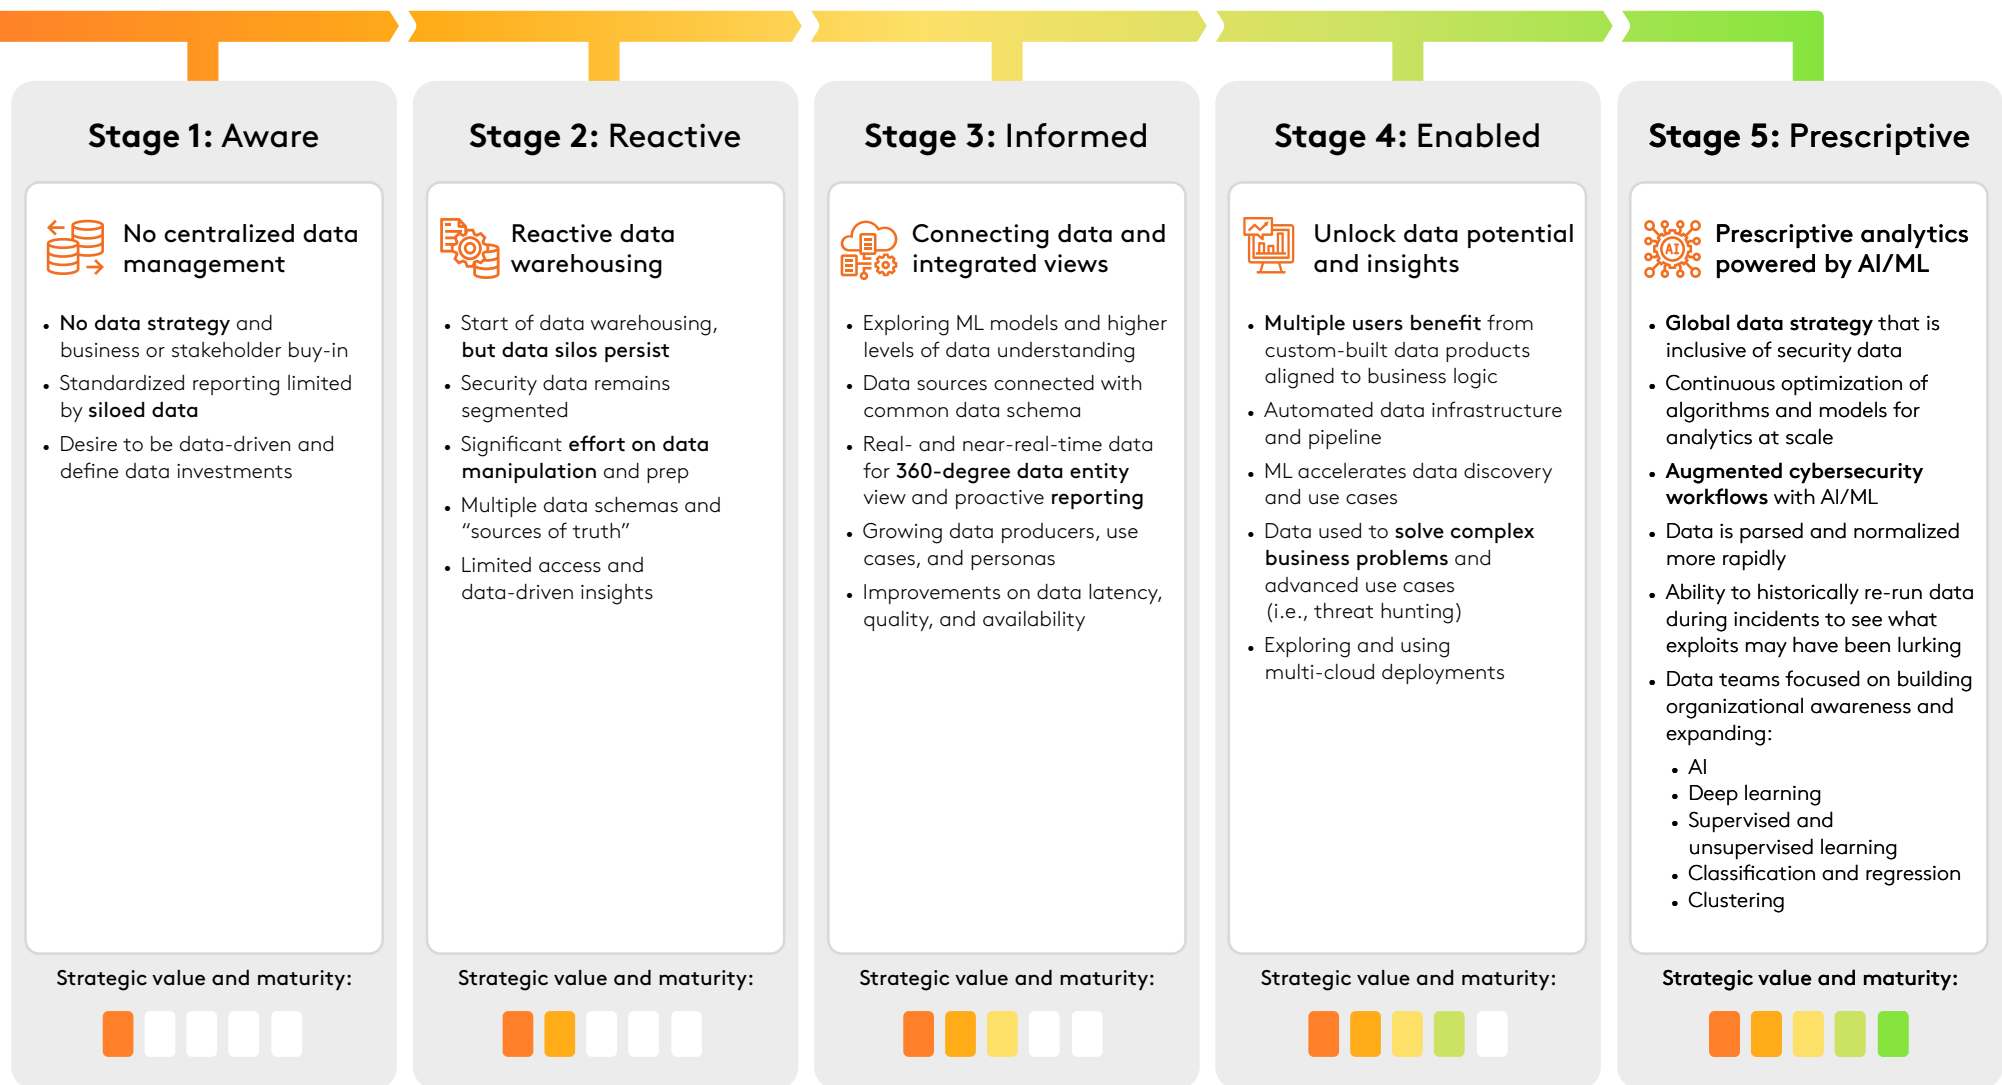 Stage 1: Aware
No centralized data
management
• No data strategy and
business or stakeholder buy-in
• Standardized reporting limited
by siloed data
• Desire to be data-driven and
define data investments
Strategic value and maturity:
Stage 2: Reactive
Reactive data
warehousing
• Start of data warehousing,
but data silos persist
• Security data remains
segmented
• Significant effort on data
manipulation and prep
• Multiple data schemas and
“sources of truth”
• Limited access and
data-driven insights
Strategic value and maturity:
Stage 3: Informed
Connecting data and
integrated views
• Exploring ML models and higher
levels of data understanding
• Data sources connected with
common data schema
• Real- and near-real-time data
for 360-degree data entity
view and proactive reporting
• Growing data producers, use
cases, and personas
• Improvements on data latency,
quality, and availability
Strategic value and maturity:
Stage 4: Enabled
Unlock data potential
and insights
• Multiple users benefit from
custom-built data products
aligned to business logic
• Automated data infrastructure
and pipeline
• ML accelerates data discovery
and use cases
• Data used to solve complex
business problems and
advanced use cases
(i.e., threat hunting)
• Exploring and using
multi-cloud deployments
Strategic value and maturity:
Stage 5: Prescriptive
AI
Prescriptive analytics
powered by AI/ML
• Global data strategy that is
inclusive of security data
• Continuous optimization of
algorithms and models for
analytics at scale
• Augmented cybersecurity
workflows with AI/ML
• Data is parsed and normalized
more rapidly
• Ability to historically re-run data
during incidents to see what
exploits may have been lurking
• Data teams focused on building
organizational awareness and
expanding:
• AI
• Deep learning
• Supervised and
unsupervised learning
• Classification and regression
• Clustering
Strategic value and maturity: